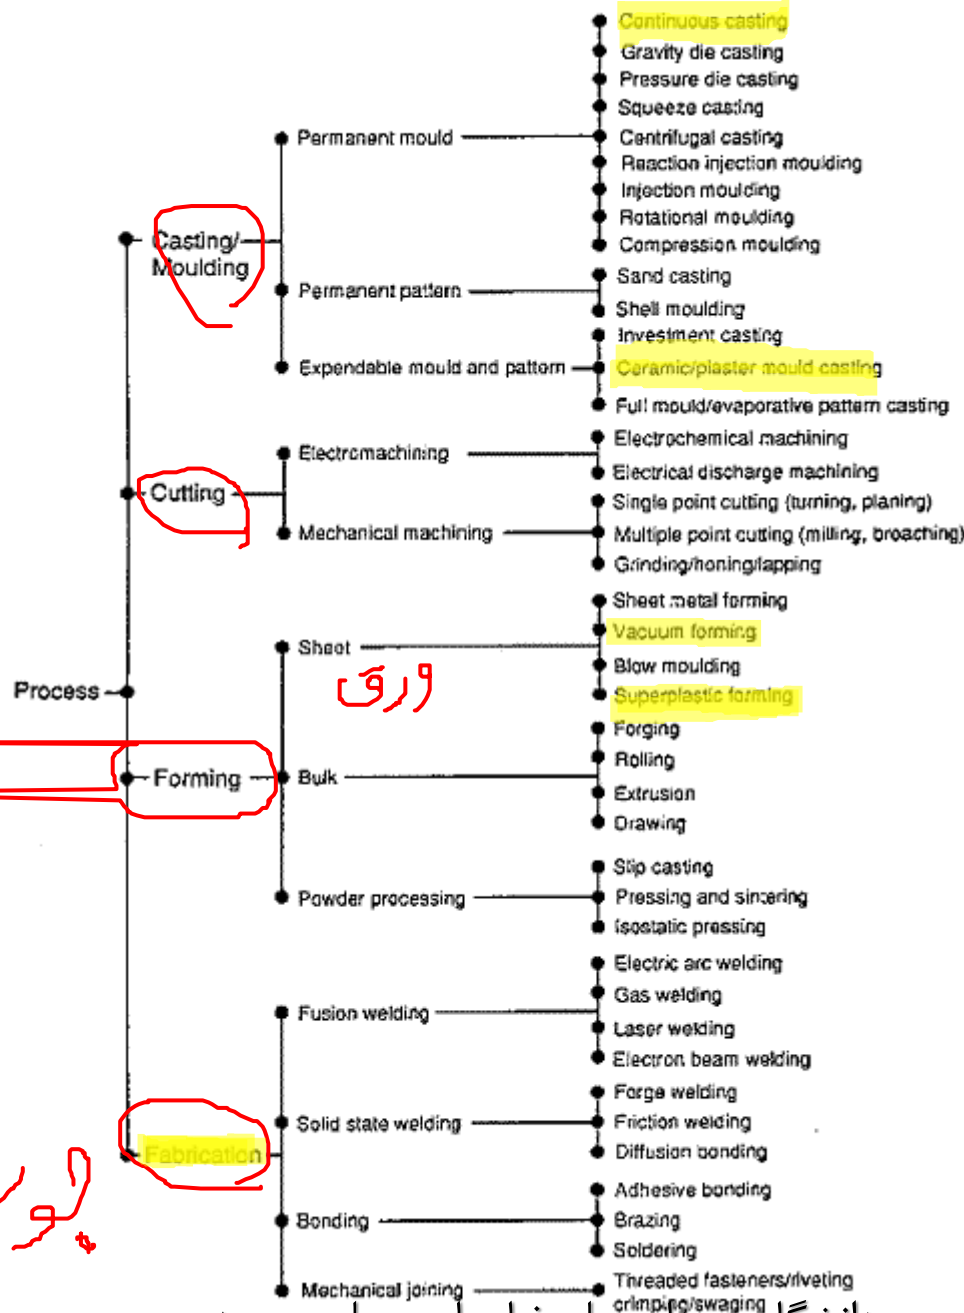 Continuous casting
Gravity die casting
Pressure die casting
Squeeze casting
Permanent mould
Centrifugal casting
Reaction injection moulding
Injection moulding
Rotational moulding
Compression moulding
Casting/
Moulding
Permanent pattern
Sand casting
Shell moulding
Investment casting
Expendable mould and pattern
Ceramic/plaster mould casting
Full mould/evaporative pattern casting
Electromachining
Electrochemical machining
Electrical discharge machining
Cutting
Single point cutting (turning, planing)
Mechanical machining
Multiple point cutting (milling, broaching)
Grinding/honing/lapping
Sheet metal forming
Sheet
Vacuum forming
Blow moulding
ورق
Process
Superplastic forming
Forging
Rolling
Forming
Bulk
Extrusion
Drawing
Slip casting
Powder processing
Pressing and sintering
Isostatic pressing
Electric arc welding
Gas welding
Fusion welding
Laser welding
Electron beam welding
Forge welding
Solid state welding
Friction welding
Diffusion bonding
Fabrication
Adhesive bonding
Bonding
Brazing
Soldering
Mechanical joining
Threaded fasteners/riveting
crimping/swaging